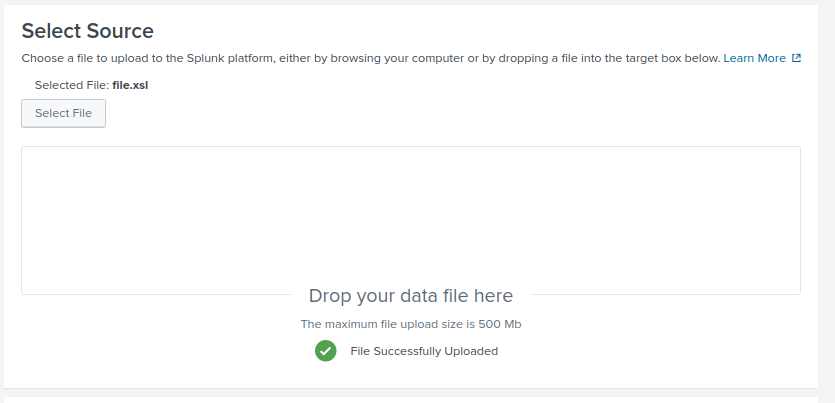 Select Source
Choose a file to upload to the Splunk platform, either by browsing your computer or by dropping a file into the target box below. Learn More
Selected File: file.xsl
Select File
Drop your data file here
The maximum file upload size is 500 Mb
File Successfully Uploaded